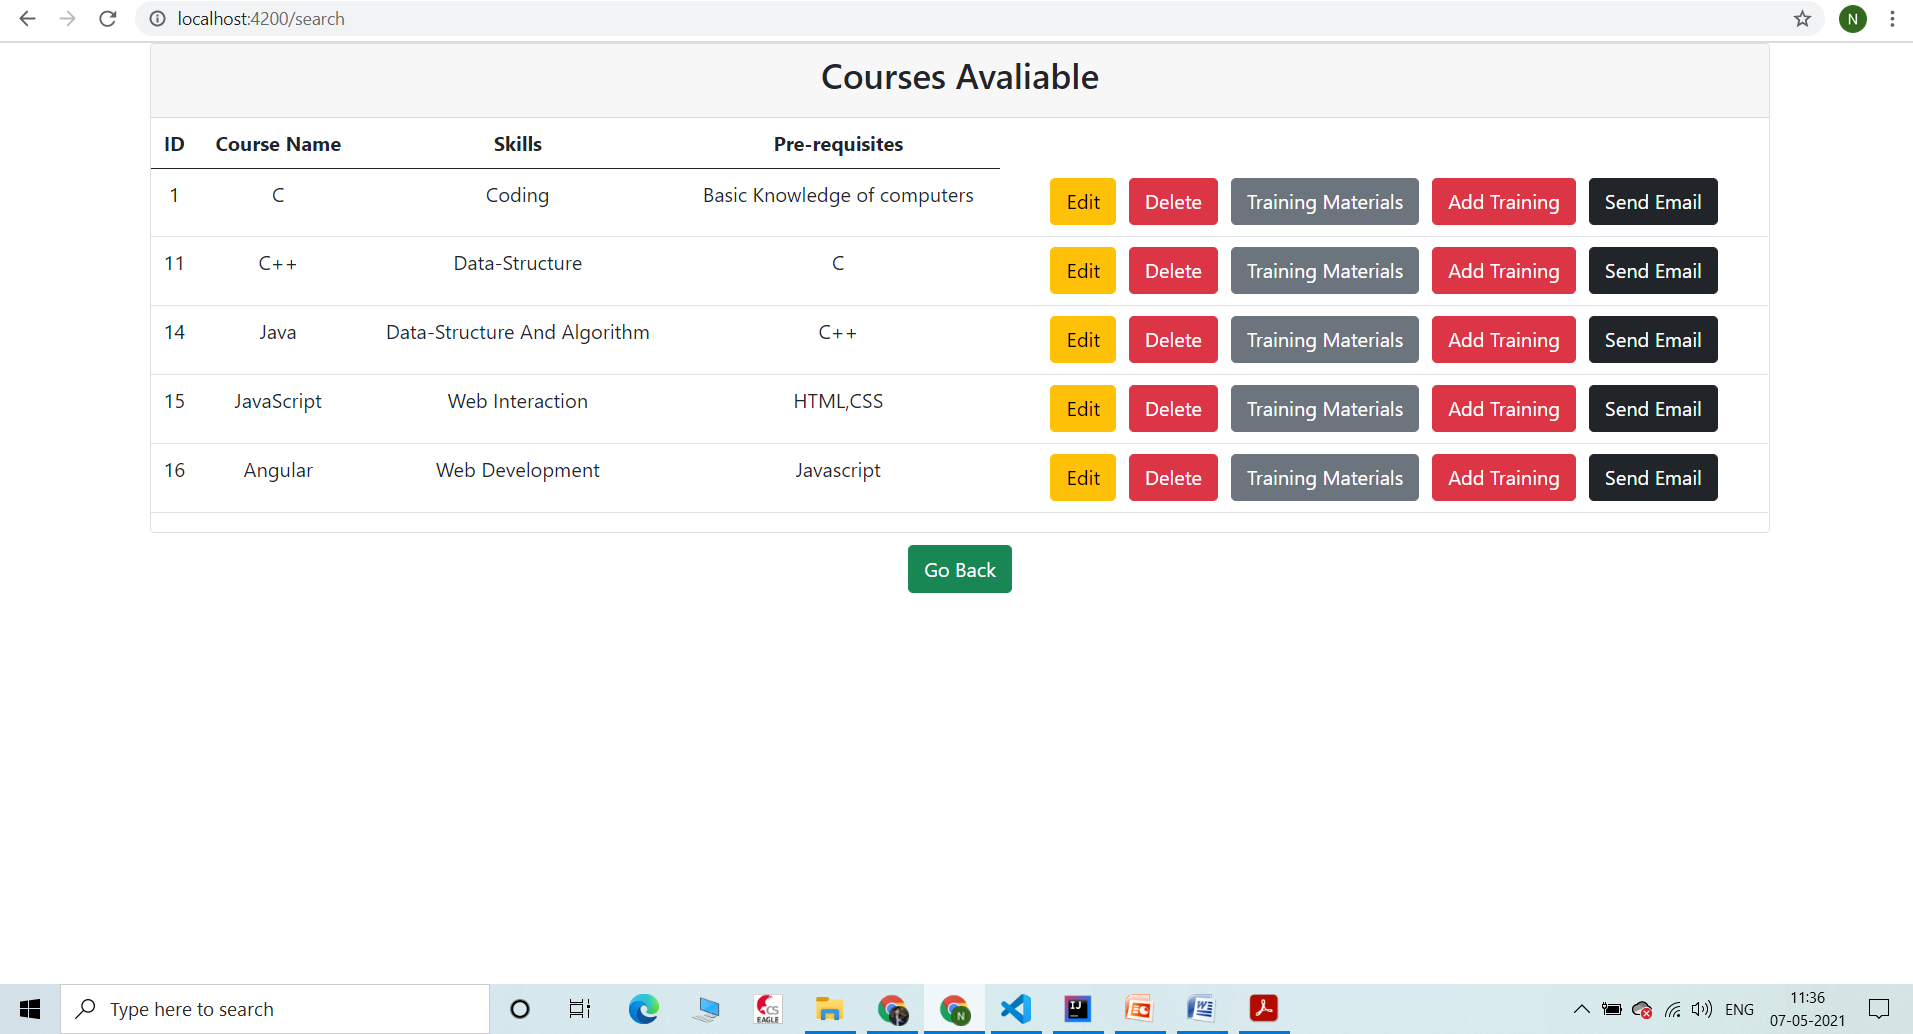 localhost:4200/search
N
Courses Avaliable
ID Course Name Skills Pre-requisites
1 C Coding Basic Knowledge of computers Edit Delete Training Materials Add Training Send Email
11 C++ Data-Structure C Edit Delete Training Materials Add Training Send Email
14 Java Data-Structure And Algorithm C++ Edit Delete Training Materials Add Training Send Email
15 JavaScript Web Interaction HTML,CSS Edit Delete Training Materials Add Training Send Email
16 Angular Web Development Javascript Edit Delete Training Materials Add Training Send Email
Go Back
Type here to search
CS
EAGLE
N
IJ
ENG
11:36
07-05-2021